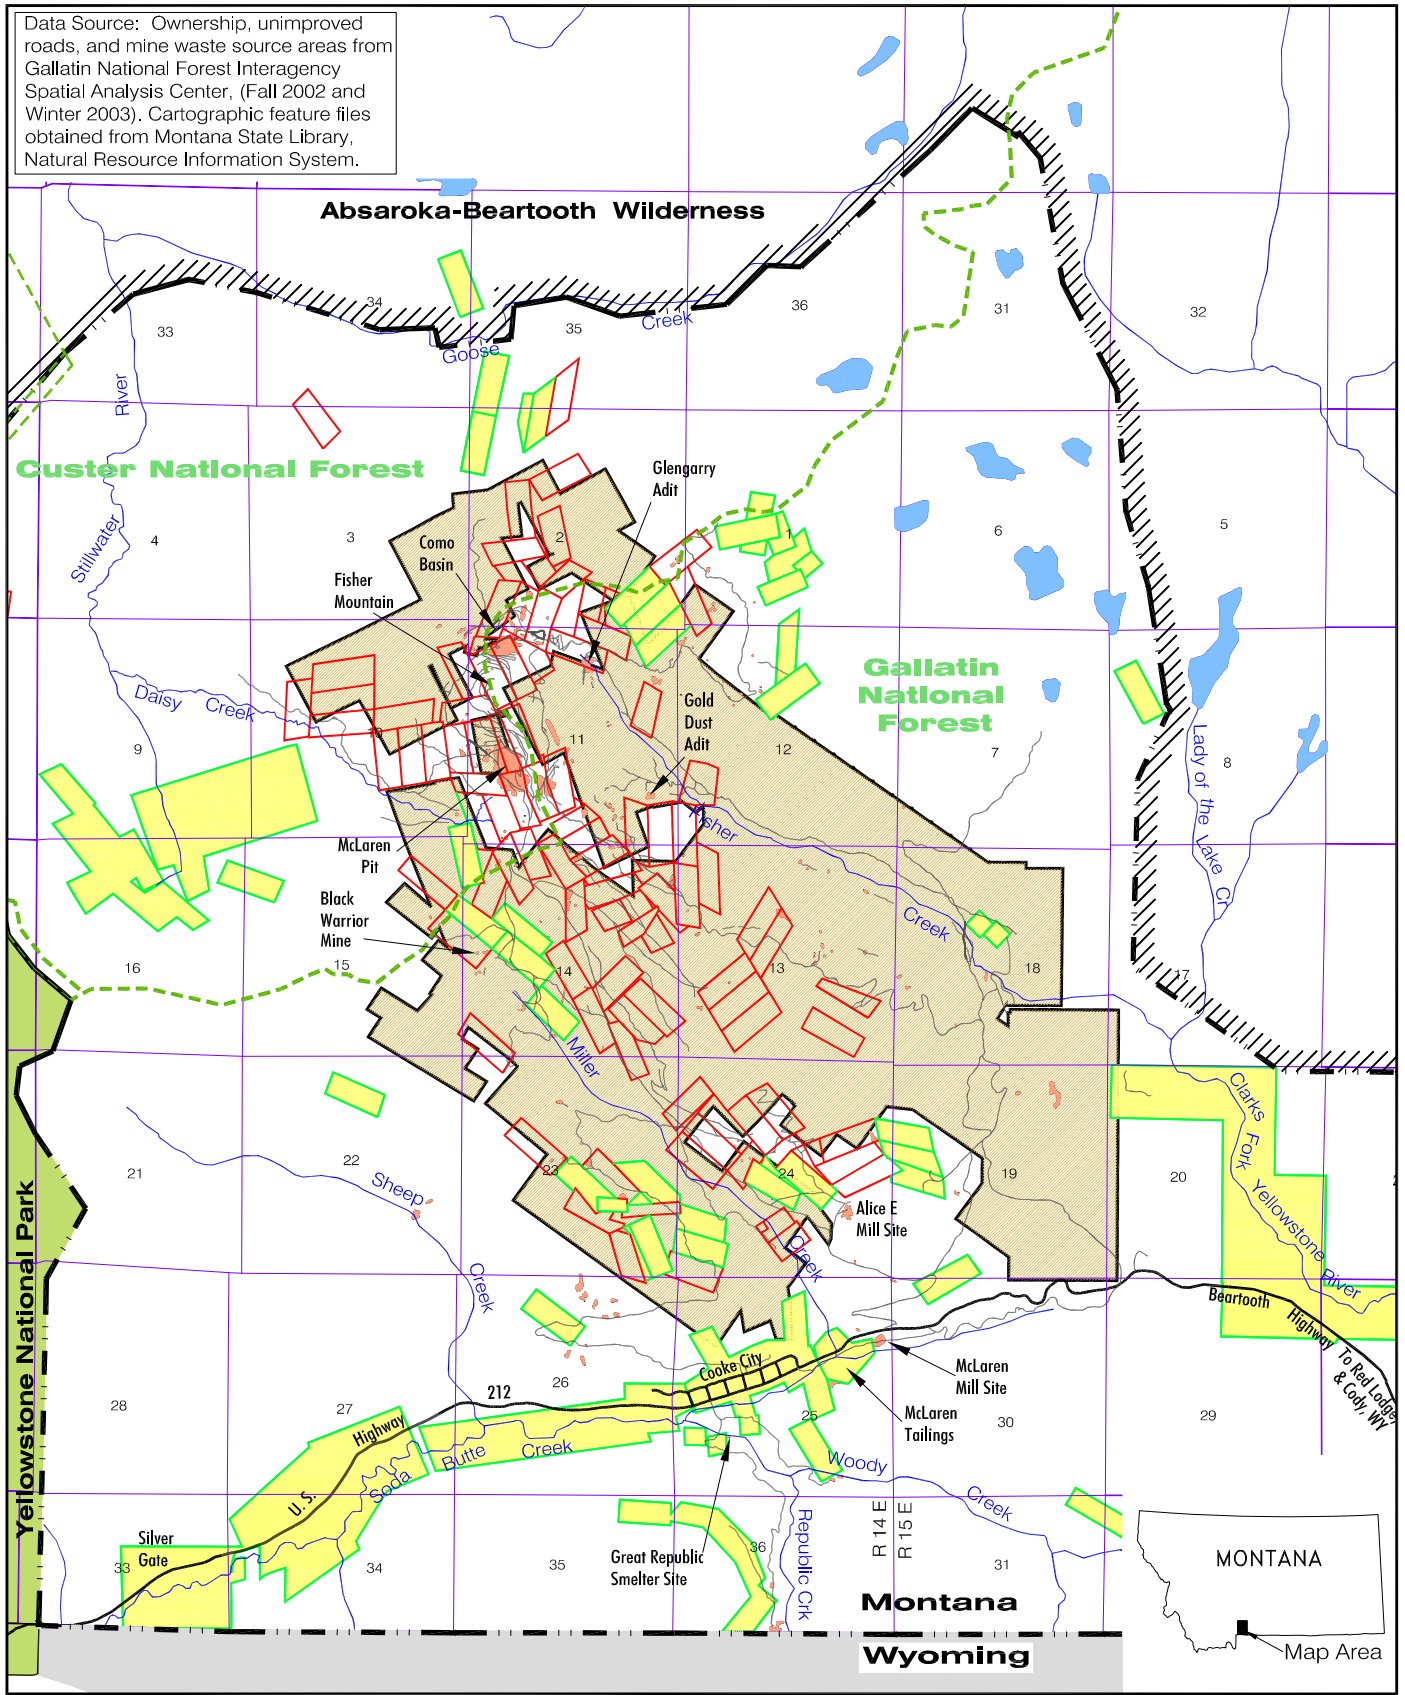 Data Source: Ownership, unimproved
roads, and mine waste source areas from
Gallatin National Forest Interagency
Spatial Analysis Center, (Fall 2002 and
Winter 2003). Cartographic feature files
obtained from Montana State Library,
Natural Resource Information System.
Absaroka-Beartooth Wilderness
33
34
35
36
31
32
Goose
Creek
River
Stillwater
Custer National Forest
Glengarry
Adit
4
3
2
1
6
5
Como
Basin
Fisher
Mountain
Gallatin
National
Forest
Daisy Creek
Gold
Dust
Adit
9
10
11
12
7
8
Lady of the Lake Cr
McLaren
Pit
Fisher
Creek
Black
Warrior
Mine
16
15
14
13
18
17
Miller
Creek
Clarks
Fork
Yellowstone
River
21
22
23
24
19
20
2
Sheep
Creek
Alice E
Mill Site
Yellowstone National Park
Beartooth
Highway
To Red Lodge,
& Cody, WY
Cooke City
McLaren
Mill Site
McLaren
Tailings
28
27
26
25
30
29
212
Highway
U.S.
Soda
Butte
Creek
Woody
Creek
Republic Crk
R 14 E
R 15 E
Silver
Gate
Great Republic
Smelter Site
33
34
35
36
31
Montana
Wyoming
MONTANA
Map Area